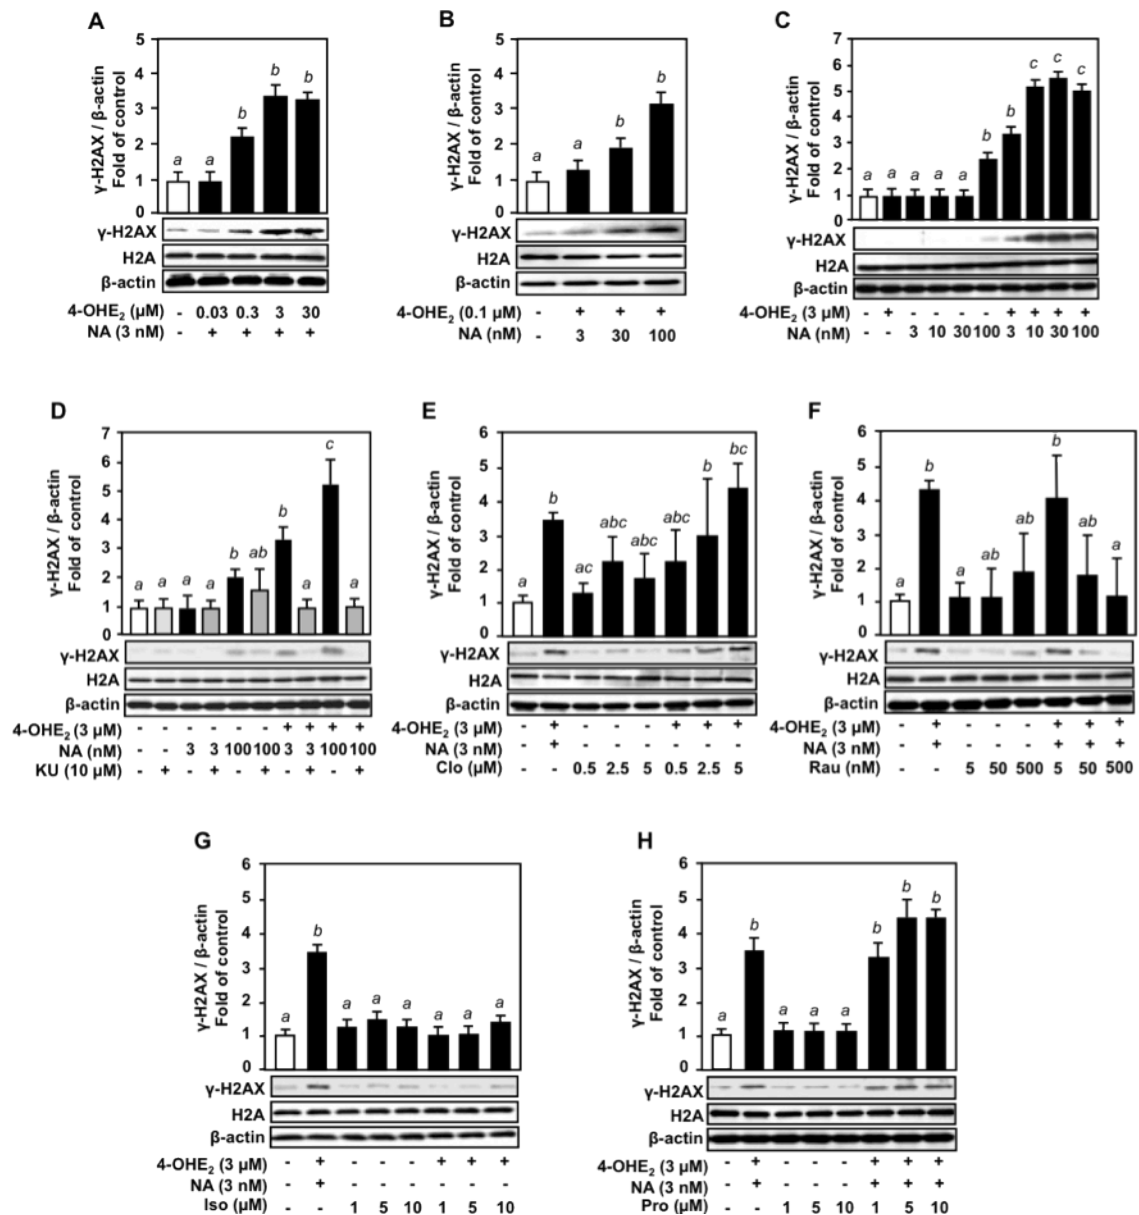 A
γ-H2AX / β-actin
Fold of control
5
4
3
2
1
0
a a b b b
γ-H2AX
H2A
β-actin
4-OHE₂ (μM) - 0.03 0.3 3 30
NA (3 nM) - + + + +
B
γ-H2AX / β-actin
Fold of control
5
4
3
2
1
0
a a b b
γ-H2AX
H2A
β-actin
4-OHE₂ (0.1 μM) - + + +
NA (nM) - 3 30 100
C
γ-H2AX / β-actin
Fold of control
7
6
5
4
3
2
1
0
a a a a a b b c c c
γ-H2AX
H2A
β-actin
4-OHE₂ (3 μM) - + - - - - + + + +
NA (nM) - - 3 10 30 100 3 10 30 100
D
γ-H2AX / β-actin
Fold of control
7
6
5
4
3
2
1
0
a a a a b ab b a c a
γ-H2AX
H2A
β-actin
4-OHE₂ (3 μM) - - - - - - + + + +
NA (nM) - - 3 3 100 100 3 3 100 100
KU (10 μM) - + - + - + - + - +
E
γ-H2AX / β-actin
Fold of control
6
5
4
3
2
1
0
a b ac abc abc abc b bc
γ-H2AX
H2A
β-actin
4-OHE₂ (3 μM) - + - - - + + +
NA (3 nM) - + - - - - - -
Clo (μM) - - 0.5 2.5 5 0.5 2.5 5
F
γ-H2AX / β-actin
Fold of control
6
5
4
3
2
1
0
a b a ab ab b ab a
γ-H2AX
H2A
β-actin
4-OHE₂ (3 μM) - + - - - + + +
NA (3 nM) - + - - - + + +
Rau (nM) - - 5 50 500 5 50 500
G
γ-H2AX / β-actin
Fold of control
6
5
4
3
2
1
0
a b a a a a a a
γ-H2AX
H2A
β-actin
4-OHE₂ (3 μM) - + - - - + + +
NA (3 nM) - + - - - - - -
Iso (μM) - - 1 5 10 1 5 10
H
γ-H2AX / β-actin
Fold of control
6
5
4
3
2
1
0
a b a a a b b b
γ-H2AX
H2A
β-actin
4-OHE₂ (3 μM) - + - - - + + +
NA (3 nM) - + - - - + + +
Pro (μM) - - 1 5 10 1 5 10